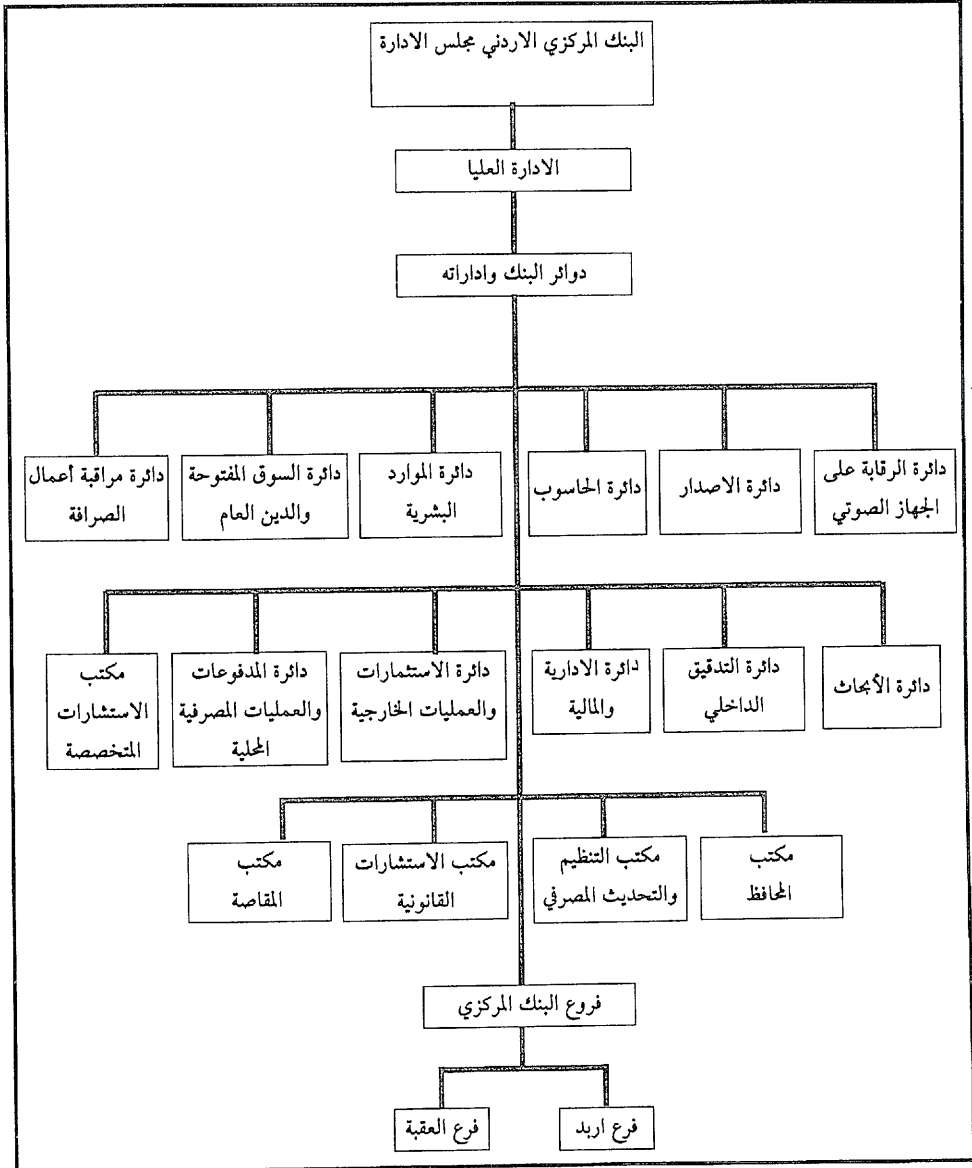 البنك المركزي الاردني مجلس الادارة
الادارة العليا
دوائر البنك واداراته
دائرة الرقابة على
الجهاز الصوتي
دائرة الاصدار
دائرة الحاسوب
دائرة الموارد
البشرية
دائرة السوق المفتوحة
والدين العام
دائرة مراقبة أعمال
الصرافة
دائرة الأبحاث
دائرة التدقيق
الداخلي
دائرة الادارية
والمالية
دائرة الاستثمارات
والعمليات الخارجية
دائرة المدفوعات
والعمليات المصرفية
المحلية
مكتب
الاستشارات
المتخصصة
مكتب
المحافظ
مكتب التنظيم
والتحديث المصرفي
مكتب الاستشارات
القانونية
مكتب
المقاصة
فروع البنك المركزي
فرع اربد
فرع العقبة